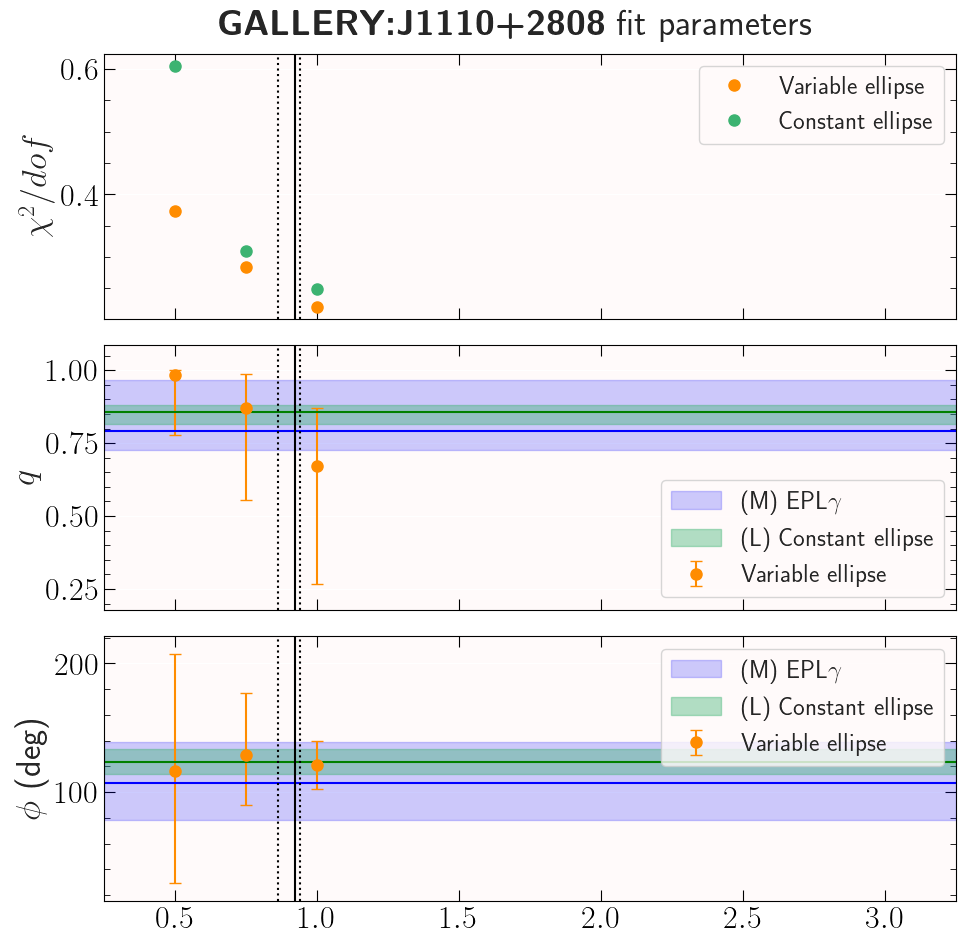 GALLERY:J1110+2808 fit parameters
χ²/dof
0.6
0.4
Variable ellipse
Constant ellipse
q
1.00
0.75
0.50
0.25
(M) EPLγ
(L) Constant ellipse
Variable ellipse
ϕ (deg)
200
100
(M) EPLγ
(L) Constant ellipse
Variable ellipse
0.5 1.0 1.5 2.0 2.5 3.0